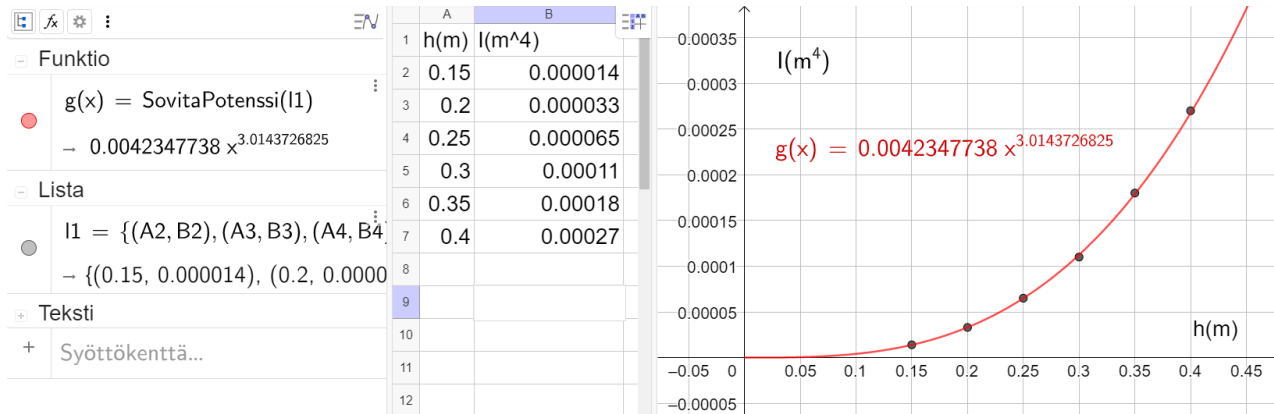 Funktio
g(x) = SovitaPotenssi(l1)
→ 0.0042347738 x^3.0143726825
Lista
l1 = {(A2, B2), (A3, B3), (A4, B4
→ {(0.15, 0.000014), (0.2, 0.0000
Teksti
+ Syöttökenttä...
A B
1 h(m) I(m^4)
2 0.15 0.000014
3 0.2 0.000033
4 0.25 0.000065
5 0.3 0.00011
6 0.35 0.00018
7 0.4 0.00027
8
9
10
11
12
I(m⁴)
g(x) = 0.0042347738 x^3.0143726825
h(m)
0.00035
0.0003
0.00025
0.0002
0.00015
0.0001
0.00005
−0.05 0 0.05 0.1 0.15 0.2 0.25 0.3 0.35 0.4 0.45
−0.00005